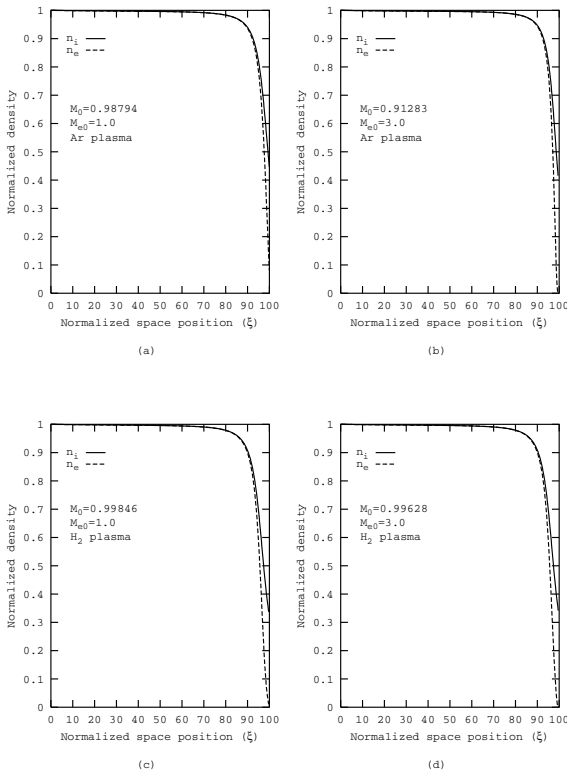 1
0.9
0.8
0.7
0.6
0.5
0.4
0.3
0.2
0.1
0
Normalized density
n_i
n_e
M_0=0.98794
M_e0=1.0
Ar plasma
0 10 20 30 40 50 60 70 80 90 100
Normalized space position (ξ)
(a)
1
0.9
0.8
0.7
0.6
0.5
0.4
0.3
0.2
0.1
0
Normalized density
n_i
n_e
M_0=0.91283
M_e0=3.0
Ar plasma
0 10 20 30 40 50 60 70 80 90 100
Normalized space position (ξ)
(b)
1
0.9
0.8
0.7
0.6
0.5
0.4
0.3
0.2
0.1
0
Normalized density
n_i
n_e
M_0=0.99846
M_e0=1.0
H_2 plasma
0 10 20 30 40 50 60 70 80 90 100
Normalized space position (ξ)
(c)
1
0.9
0.8
0.7
0.6
0.5
0.4
0.3
0.2
0.1
0
Normalized density
n_i
n_e
M_0=0.99628
M_e0=3.0
H_2 plasma
0 10 20 30 40 50 60 70 80 90 100
Normalized space position (ξ)
(d)